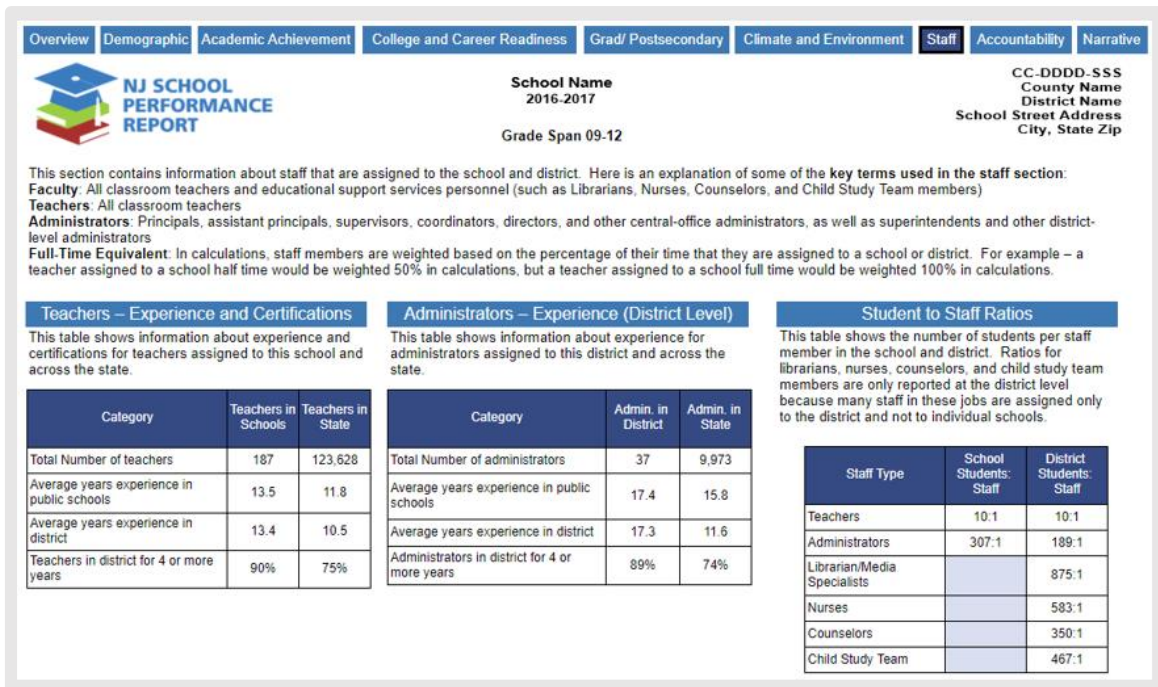 Overview Demographic Academic Achievement College and Career Readiness Grad/ Postsecondary Climate and Environment Staff Accountability Narrative
NJ SCHOOL
PERFORMANCE
REPORT
School Name
2016-2017
Grade Span 09-12
CC-DDDD-SSS
County Name
District Name
School Street Address
City, State Zip
This section contains information about staff that are assigned to the school and district. Here is an explanation of some of the key terms used in the staff section:
Faculty: All classroom teachers and educational support services personnel (such as Librarians, Nurses, Counselors, and Child Study Team members)
Teachers: All classroom teachers
Administrators: Principals, assistant principals, supervisors, coordinators, directors, and other central-office administrators, as well as superintendents and other district-
level administrators
Full-Time Equivalent: In calculations, staff members are weighted based on the percentage of their time that they are assigned to a school or district. For example – a
teacher assigned to a school half time would be weighted 50% in calculations, but a teacher assigned to a school full time would be weighted 100% in calculations.
Teachers – Experience and Certifications
This table shows information about experience and
certifications for teachers assigned to this school and
across the state.
Category Teachers in Schools Teachers in State
Total Number of teachers 187 123,628
Average years experience in
public schools 13.5 11.8
Average years experience in
district 13.4 10.5
Teachers in district for 4 or more
years 90% 75%
Administrators – Experience (District Level)
This table shows information about experience for
administrators assigned to this district and across the
state.
Category Admin. in District Admin. in State
Total Number of administrators 37 9,973
Average years experience in public
schools 17.4 15.8
Average years experience in district 17.3 11.6
Administrators in district for 4 or
more years 89% 74%
Student to Staff Ratios
This table shows the number of students per staff
member in the school and district. Ratios for
librarians, nurses, counselors, and child study team
members are only reported at the district level
because many staff in these jobs are assigned only
to the district and not to individual schools.
Staff Type School Students: Staff District Students: Staff
Teachers 10:1 10:1
Administrators 307:1 189:1
Librarian/Media
Specialists 875:1
Nurses 583:1
Counselors 350:1
Child Study Team 467:1